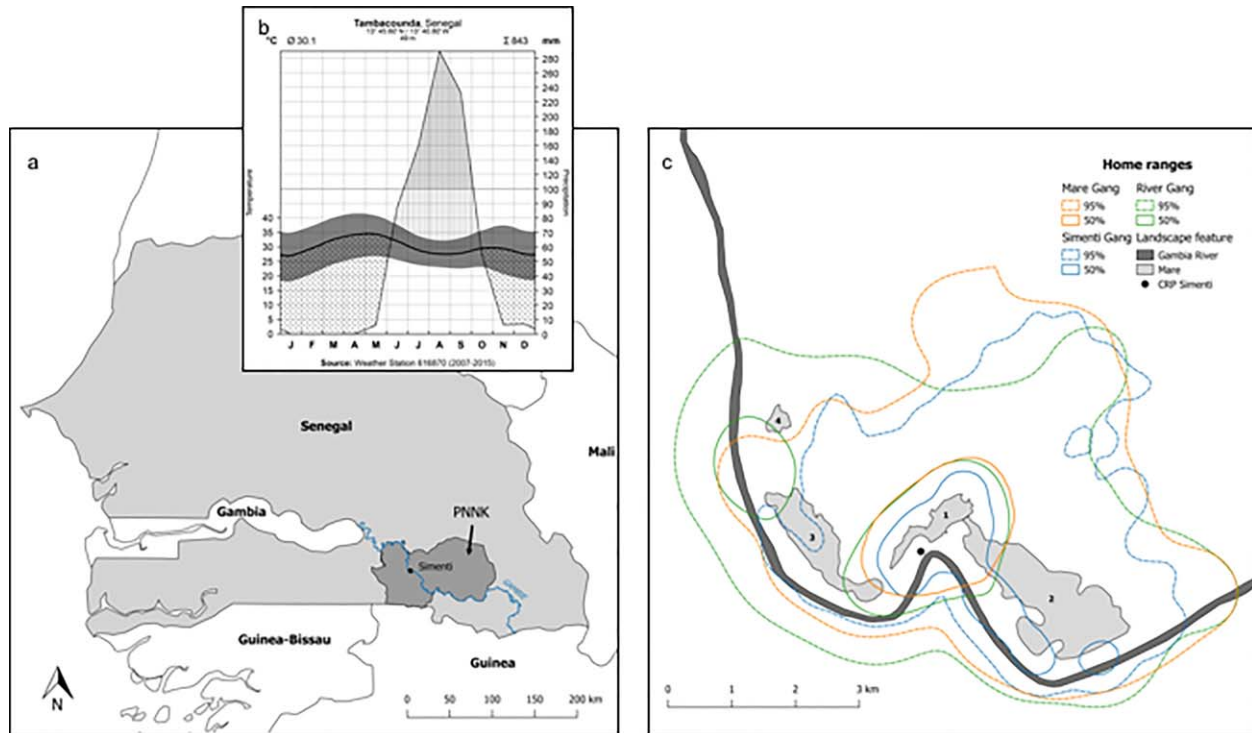 b
Tambacounda, Senegal
49 m
°C
Ø 30.1
Σ 843
mm
280
260
240
220
200
180
160
140
120
100
40
80
35
70
30
60
25
50
20
40
15
30
10
20
5
10
0
0
Temperature
Precipitation
J F M A M J J A S O N D
Source: Weather Station 616870 (2007-2015)
a
Senegal
Mali
Gambia
PNNK
Simenti
Guinea-Bissau
Guinea
N
0 50 100 150 200 km
c
Home ranges
Mare Gang
95%
50%
River Gang
95%
50%
Simenti Gang
95%
50%
Landscape feature
Gambia River
Mare
CRP Simenti
4
1
3
2
0 1 2 3 km